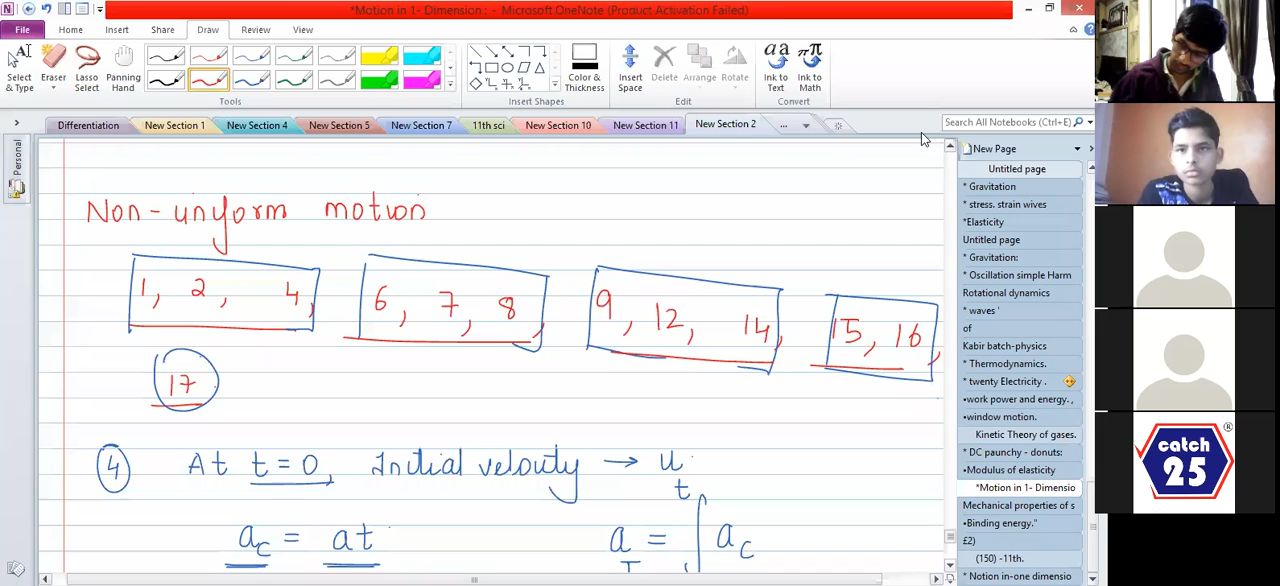 *Motion in 1- Dimension : - Microsoft OneNote (Product Activation Failed)
File Home Insert Share Draw Review View
Select & Type
Eraser
Lasso Select
Panning Hand
Color & Thickness
Insert Space
Delete
Arrange
Rotate
Ink to Text
Ink to Math
Tools
Insert Shapes
Edit
Convert
Differentiation New Section 1 New Section 4 New Section 5 New Section 7 11th sci New Section 10 New Section 11 New Section 2 ...
Search All Notebooks (Ctrl+E)
Personal
Non-uniform motion
1, 2, 4, 6, 7, 8, 9, 12, 14, 15, 16,
17
4 At t=0, Initial velouity → u
ac = at
t
a = ∫ ac
T
New Page
Untitled page
* Gravitation
* stress. strain wives
*Elasticity
Untitled page
* Gravitation:
* Oscillation simple Harm
Rotational dynamics
* waves '
of
Kabir batch-physics
* Thermodynamics.
* twenty Electricity .
•work power and energy. ,
•window motion.
Kinetic Theory of gases.
* DC paunchy - donuts:
•Modulus of elasticity
*Motion in 1- Dimensio
Mechanical properties of s
•Binding energy."
£2)
(150) -11th.
* Notion in-one dimensio
catch
25
®